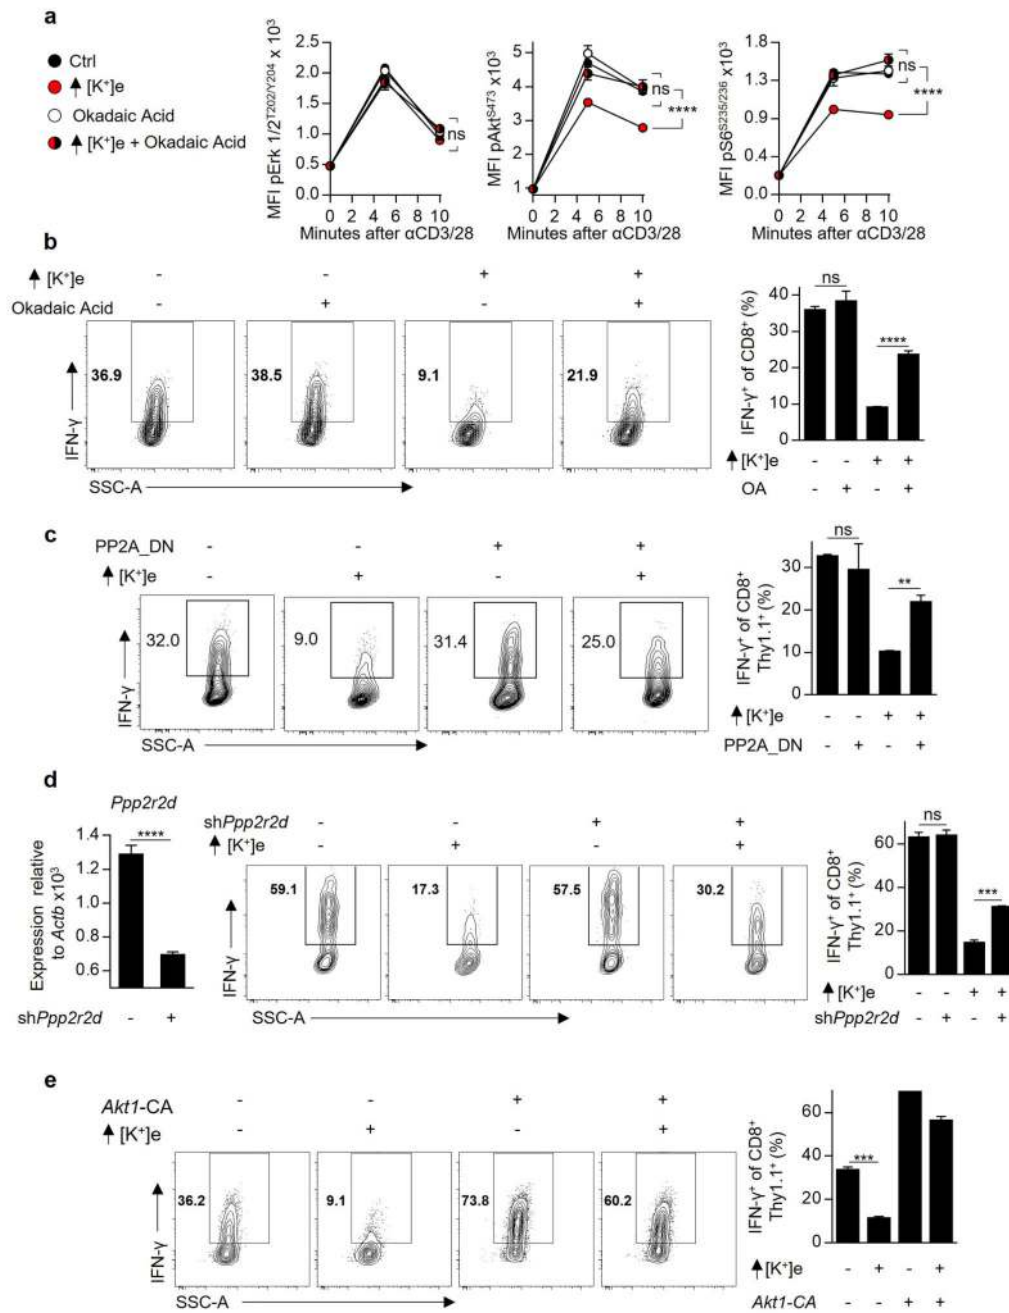 a
Ctrl
[K⁺]e
Okadaic Acid
[K⁺]e + Okadaic Acid
MFI pErk 1/2ᵀ²⁰²/ʸ²⁰⁴ x 10³
2.5
2.0
1.5
1.0
0.5
0.0
ns
0 2 4 6 8 10
Minutes after αCD3/28
MFI pAktˢ⁴⁷³ x10³
5
4
3
2
1
ns
****
0 2 4 6 8 10
Minutes after αCD3/28
MFI pS6ˢ²³⁵/²³⁶ x10³
1.8
1.3
0.9
0.4
0.0
ns
****
0 2 4 6 8 10
Minutes after αCD3/28
b
[K⁺]e - - + +
Okadaic Acid - + - +
36.9
38.5
9.1
21.9
IFN-γ
SSC-A
IFN-γ⁺ of CD8⁺ (%)
40
30
20
10
0
ns
****
[K⁺]e - - + +
OA - + - +
c
PP2A_DN - - + +
[K⁺]e - + - +
32.0
9.0
31.4
25.0
IFN-γ
SSC-A
IFN-γ⁺ of CD8⁺
Thy1.1⁺ (%)
30
20
10
0
ns
**
[K⁺]e - - + +
PP2A_DN - + - +
d
Ppp2r2d
Expression relative
to Actb x10³
1.4
1.2
1.0
0.8
0.6
****
shPpp2r2d - +
shPpp2r2d - - + +
[K⁺]e - + - +
59.1
17.3
57.5
30.2
IFN-γ
SSC-A
IFN-γ⁺ of CD8⁺
Thy1.1⁺ (%)
60
40
20
0
ns
***
[K⁺]e - - + +
shPpp2r2d - + - +
e
Akt1-CA - - + +
[K⁺]e - + - +
36.2
9.1
73.8
60.2
IFN-γ
SSC-A
IFN-γ⁺ of CD8⁺
Thy1.1⁺ (%)
60
40
20
0
***
[K⁺]e - + - +
Akt1-CA - - + +